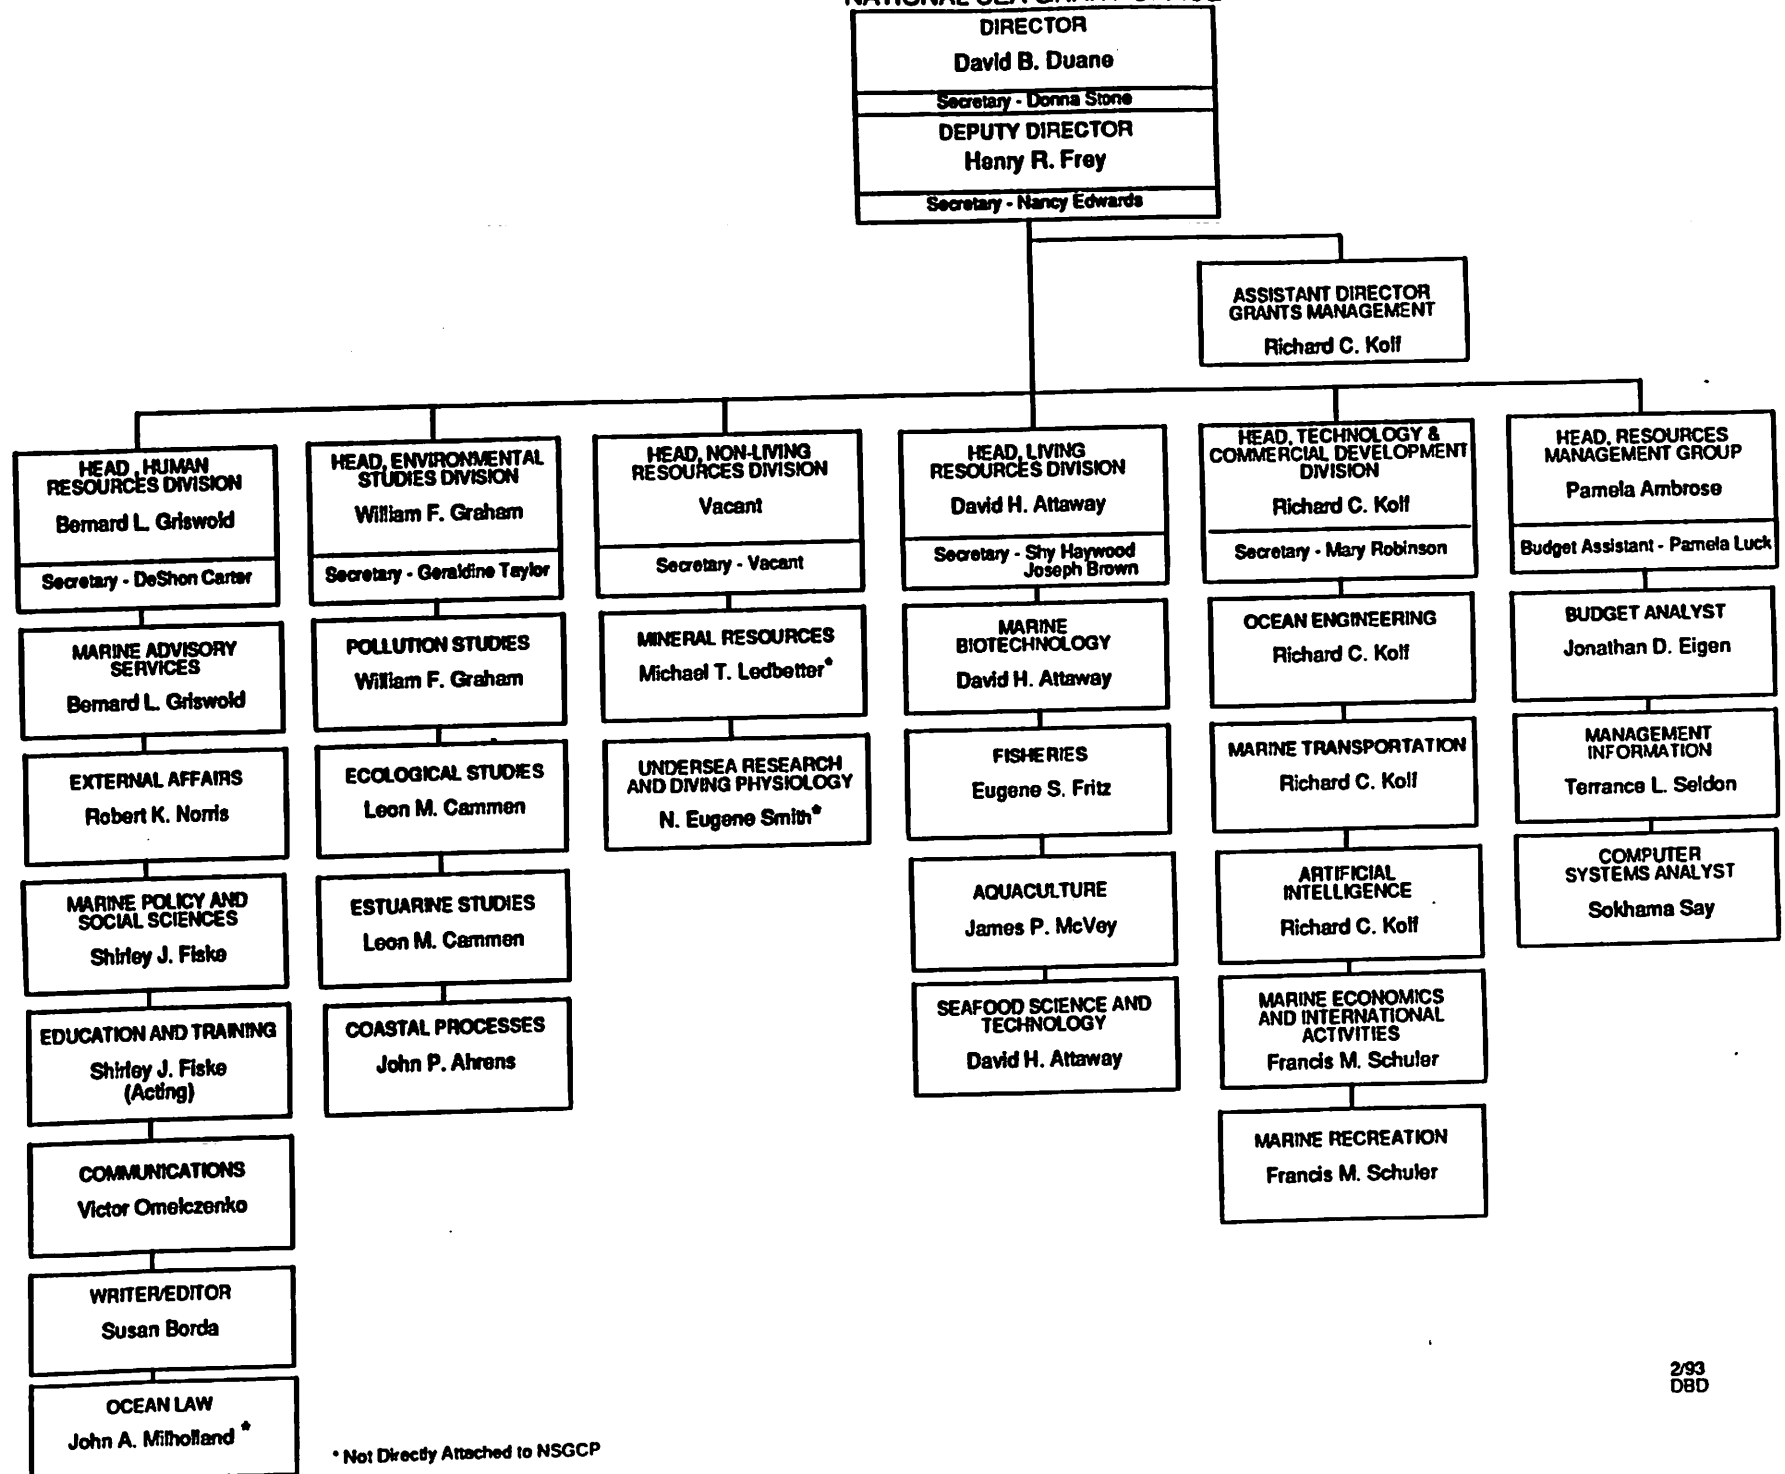 NATIONAL SEA GRANT OFFICE
DIRECTOR
David B. Duane
Secretary - Donna Stone
DEPUTY DIRECTOR
Henry R. Frey
Secretary - Nancy Edwards
ASSISTANT DIRECTOR
GRANTS MANAGEMENT
Richard C. Kolf
HEAD, HUMAN
RESOURCES DIVISION
Bernard L. Griswold
Secretary - DeShon Carter
MARINE ADVISORY
SERVICES
Bernard L. Griswold
EXTERNAL AFFAIRS
Robert K. Norris
MARINE POLICY AND
SOCIAL SCIENCES
Shirley J. Fiske
EDUCATION AND TRAINING
Shirley J. Fiske
(Acting)
COMMUNICATIONS
Victor Omelczenko
WRITER/EDITOR
Susan Borda
OCEAN LAW
John A. Milholland *
HEAD, ENVIRONMENTAL
STUDIES DIVISION
William F. Graham
Secretary - Geraldine Taylor
POLLUTION STUDIES
William F. Graham
ECOLOGICAL STUDIES
Leon M. Cammen
ESTUARINE STUDIES
Leon M. Cammen
COASTAL PROCESSES
John P. Ahrens
HEAD, NON-LIVING
RESOURCES DIVISION
Vacant
Secretary - Vacant
MINERAL RESOURCES
Michael T. Ledbetter*
UNDERSEA RESEARCH
AND DIVING PHYSIOLOGY
N. Eugene Smith*
HEAD, LIVING
RESOURCES DIVISION
David H. Attaway
Secretary - Shy Haywood
Joseph Brown
MARINE
BIOTECHNOLOGY
David H. Attaway
FISHERIES
Eugene S. Fritz
AQUACULTURE
James P. McVey
SEAFOOD SCIENCE AND
TECHNOLOGY
David H. Attaway
HEAD, TECHNOLOGY &
COMMERCIAL DEVELOPMENT
DIVISION
Richard C. Kolf
Secretary - Mary Robinson
OCEAN ENGINEERING
Richard C. Kolf
MARINE TRANSPORTATION
Richard C. Kolf
ARTIFICIAL
INTELLIGENCE
Richard C. Kolf
MARINE ECONOMICS
AND INTERNATIONAL
ACTIVITIES
Francis M. Schuler
MARINE RECREATION
Francis M. Schuler
HEAD, RESOURCES
MANAGEMENT GROUP
Pamela Ambrose
Budget Assistant - Pamela Luck
BUDGET ANALYST
Jonathan D. Eigen
MANAGEMENT
INFORMATION
Terrance L. Seldon
COMPUTER
SYSTEMS ANALYST
Sokhama Say
2/93
DBD
* Not Directly Attached to NSGCP